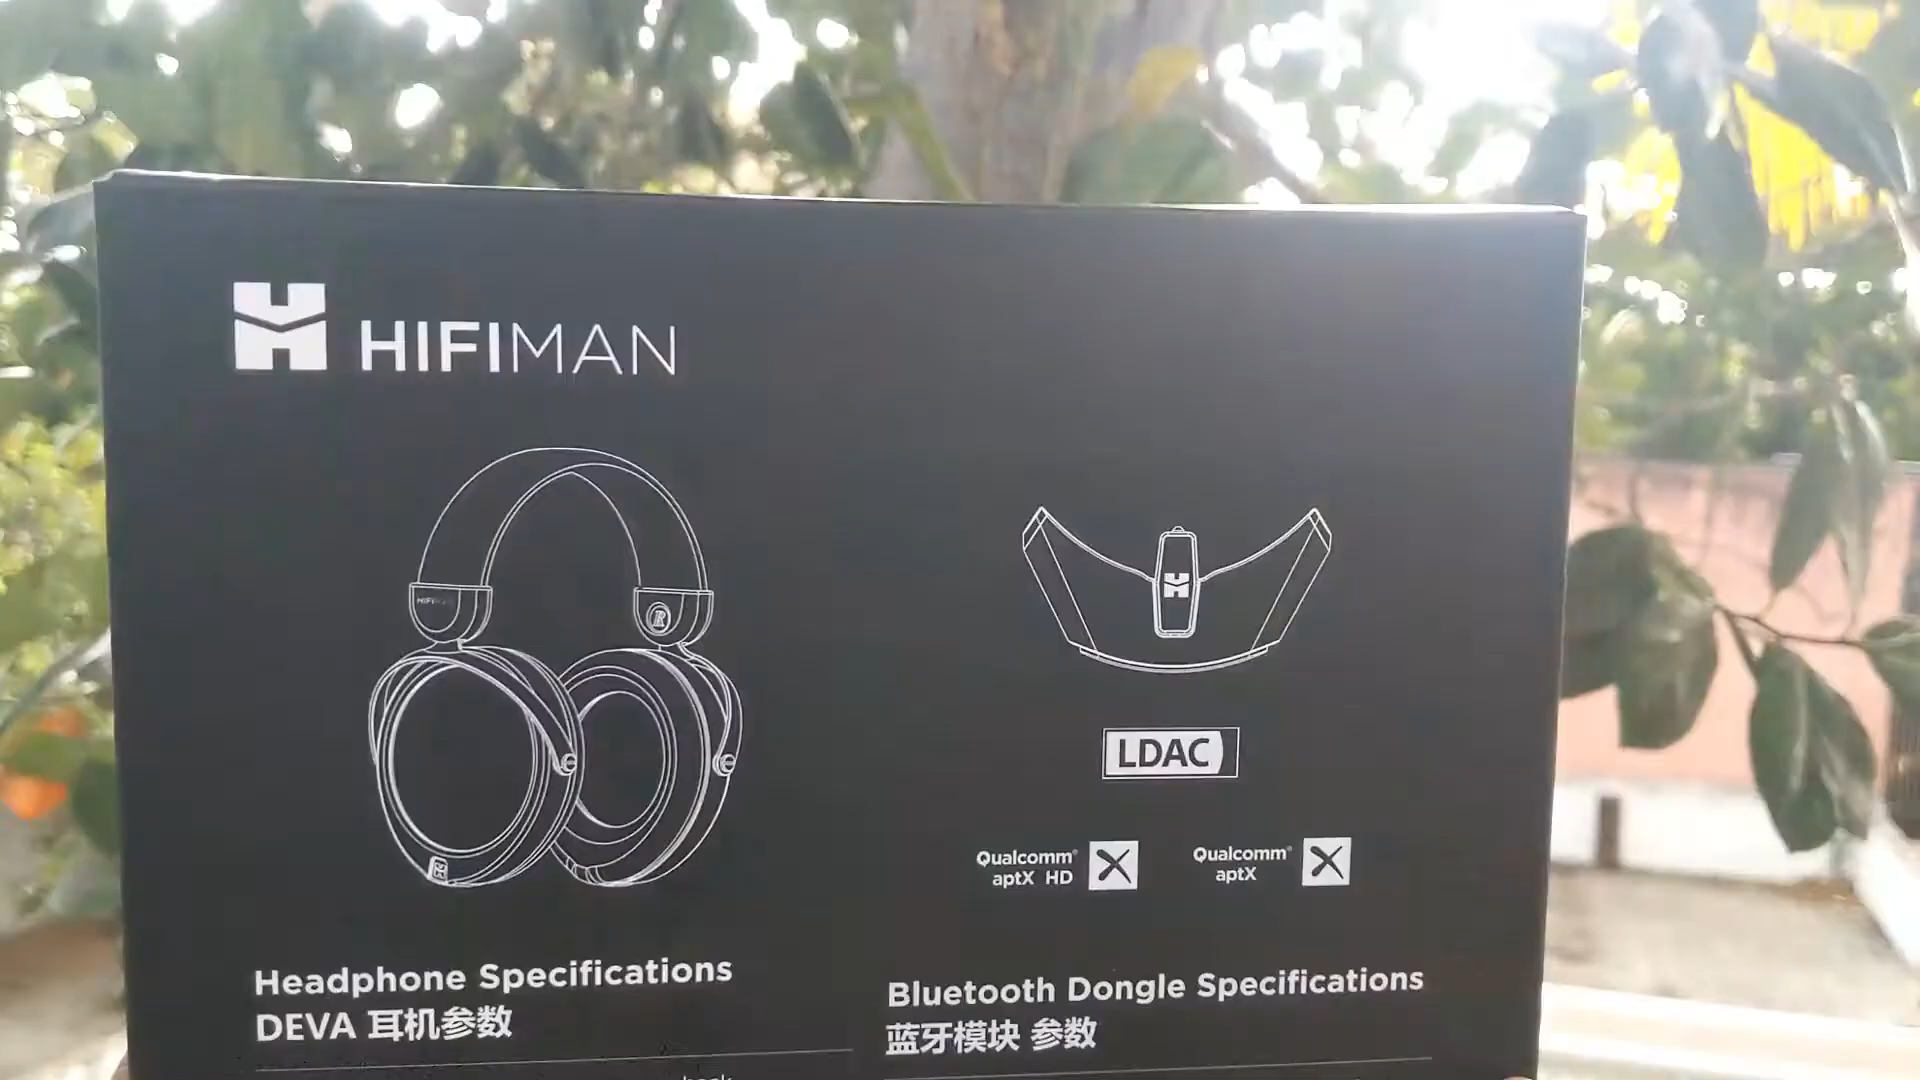 HIFIMAN
R
LDAC
Qualcomm®
aptX HD
Qualcomm®
aptX
Headphone Specifications
DEVA 耳机参数
Bluetooth Dongle Specifications
蓝牙模块 参数